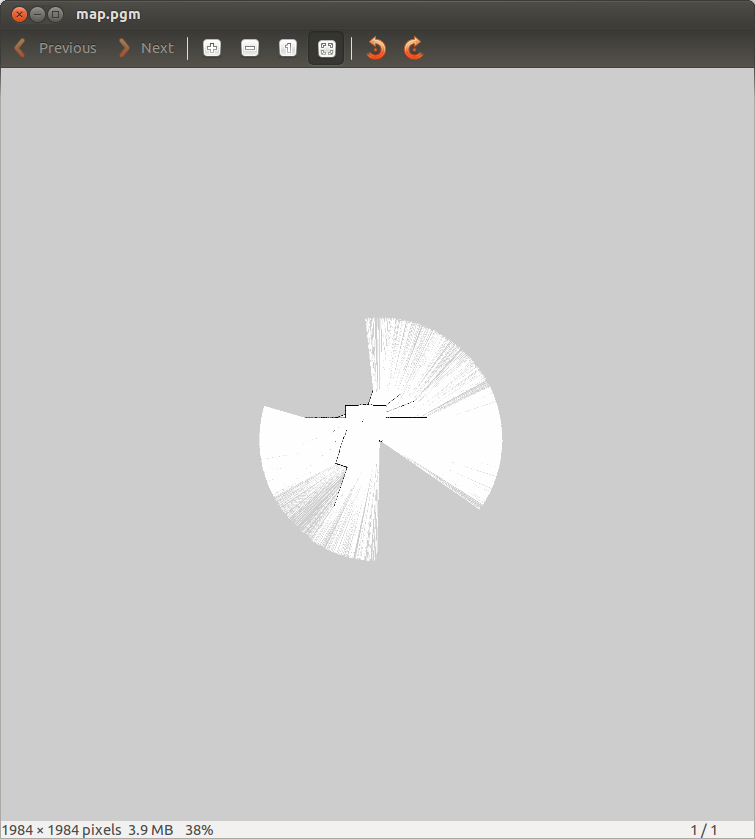 map.pgm
Previous Next
1984 × 1984 pixels 3.9 MB 38% 1 / 1